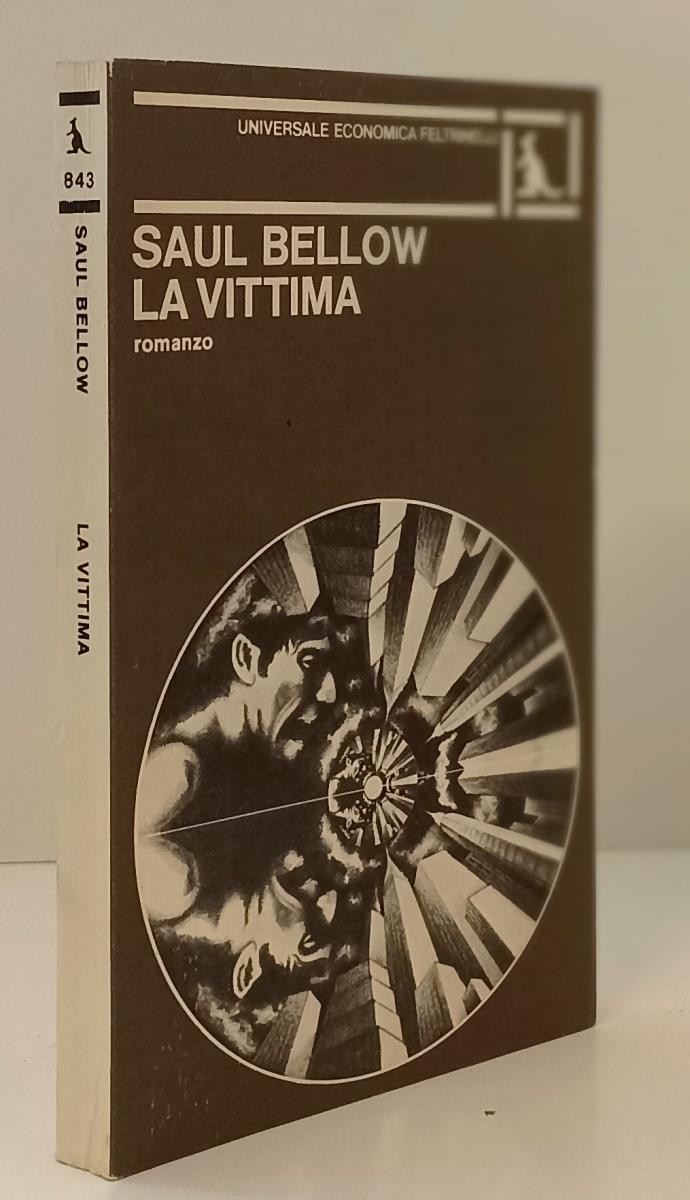 843
SAUL BELLOW
LA VITTIMA
UNIVERSALE ECONOMICA FELTRINELLI
SAUL BELLOW
LA VITTIMA
romanzo